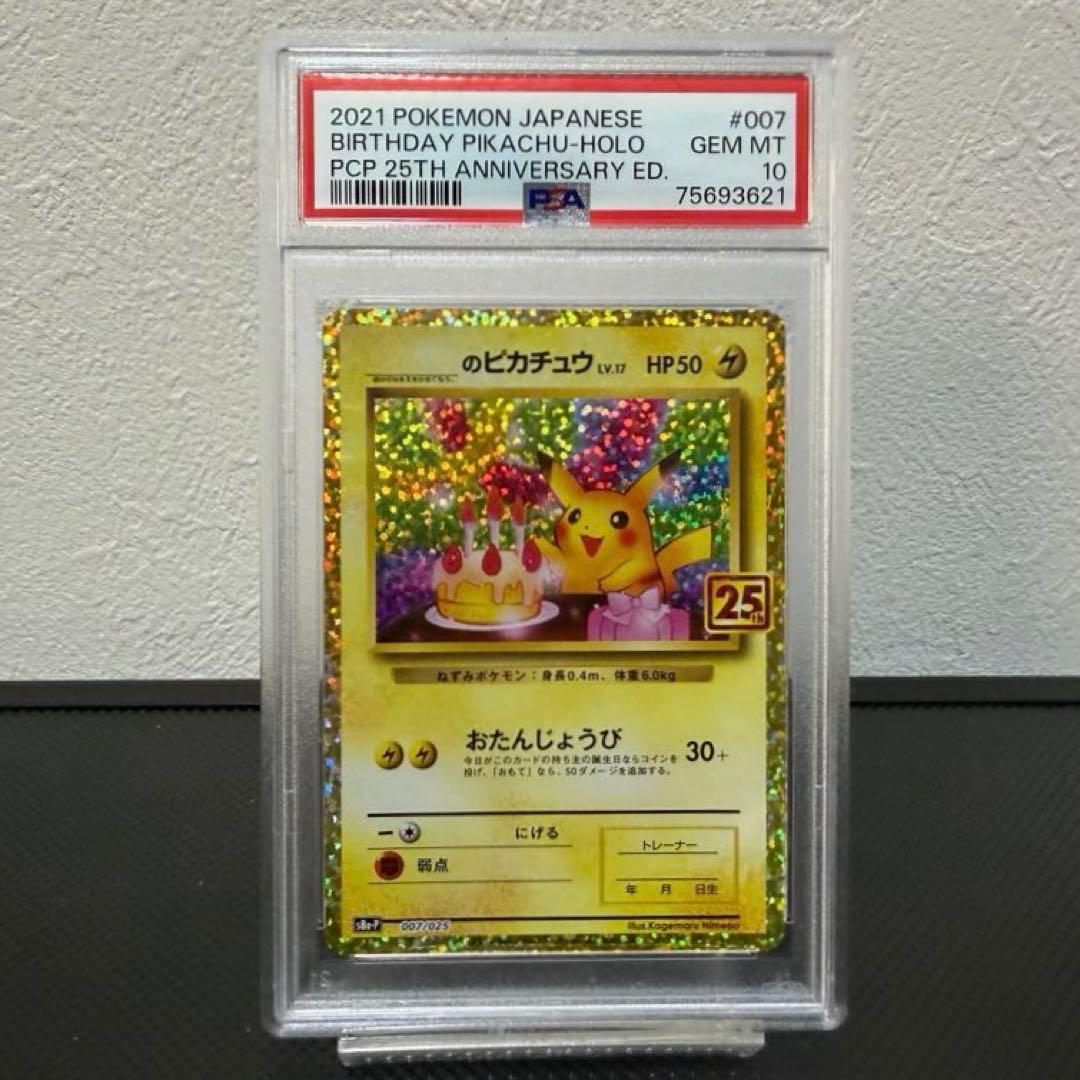 2021 POKEMON JAPANESE #007
BIRTHDAY PIKACHU-HOLO GEM MT
PCP 25TH ANNIVERSARY ED. 10
PSA 75693621
のピカチュウ LV.17 HP50
25th
ねずみポケモン：身長0.4m、体重6.0kg
おたんじょうび 30+
今日がこのカードの持ち主の誕生日ならコインを
投げ、「おもて」なら、50ダメージを追加する。
にげる
弱点
トレーナー
年 月 日生
s8a-P 007/025 Illus.Kagemaru Himeno